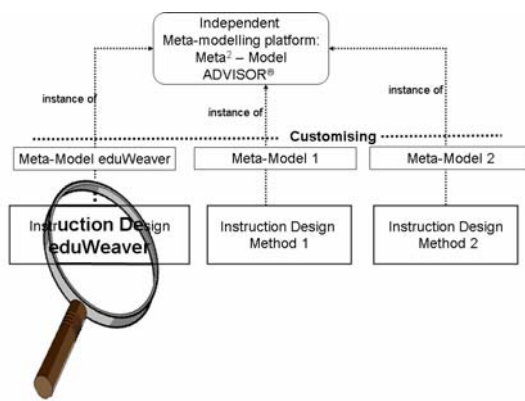 Independent
Meta-modelling platform:
Meta² – Model
ADVISOR®
instance of
instance of
instance of
Customising
Meta-Model eduWeaver
Meta-Model 1
Meta-Model 2
Instruction Design
eduWeaver
Instruction Design
Method 1
Instruction Design
Method 2